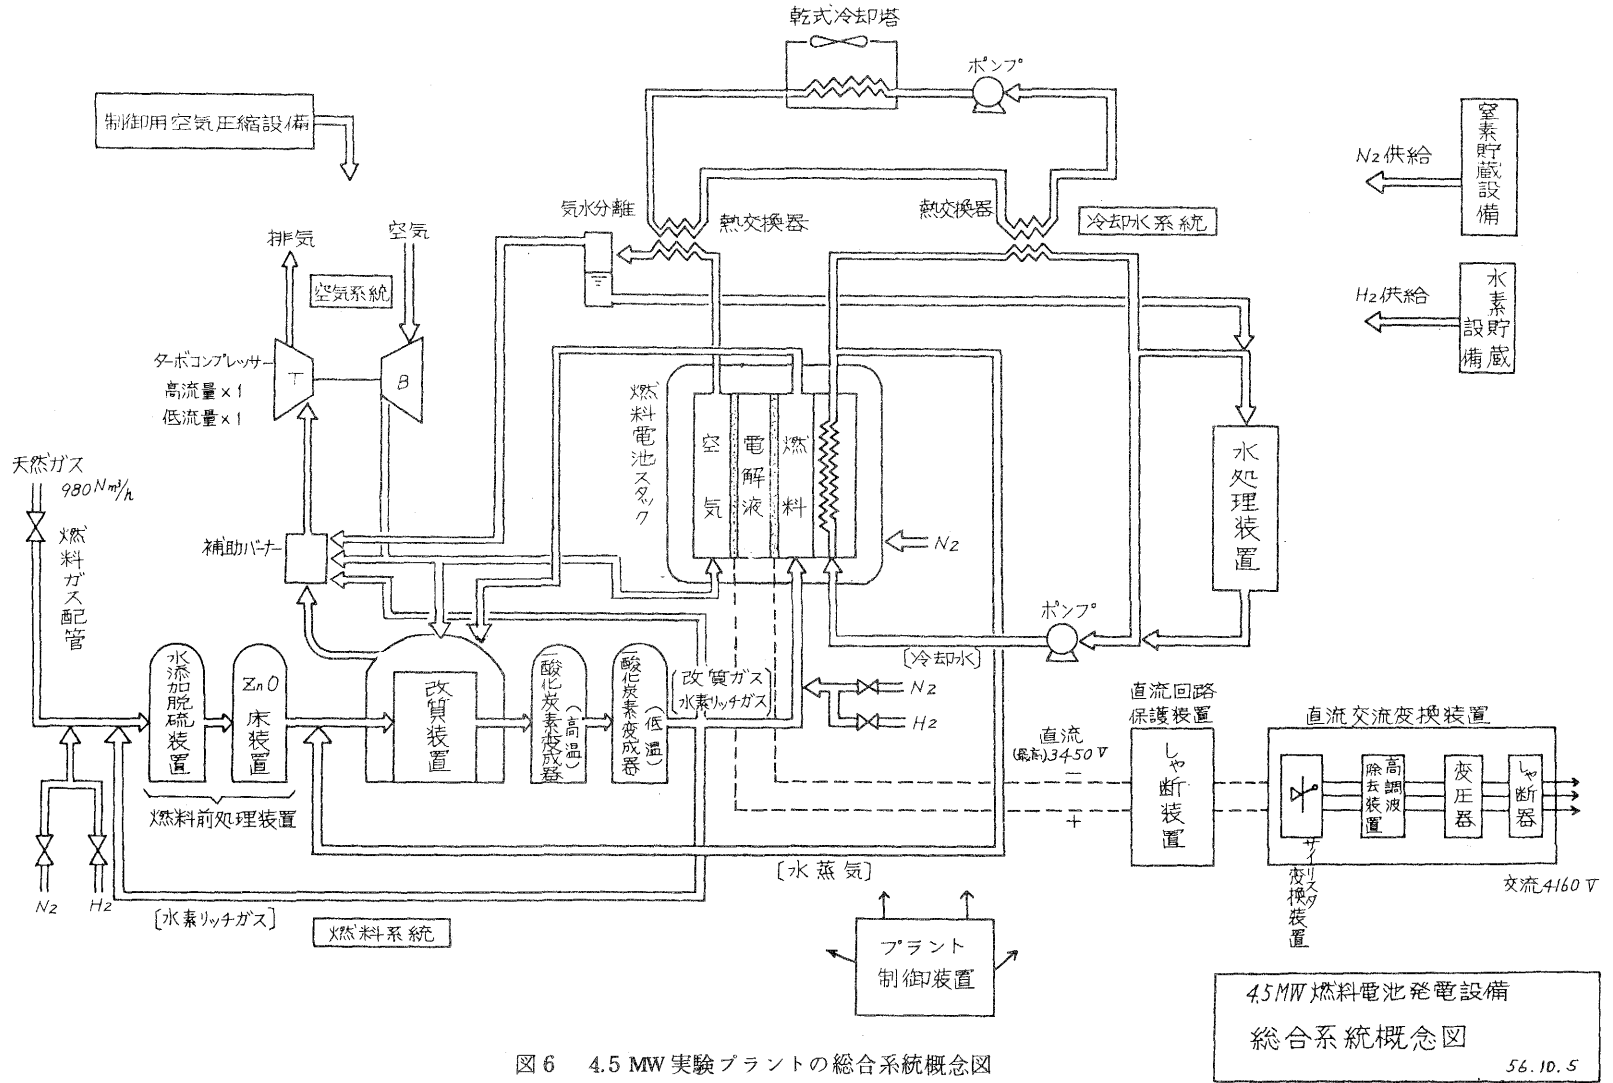 乾式冷却塔
ポンプ
制御用空気圧縮設備
窒素貯蔵設備
N2供給
気水分離
熱交換器
熱交換器
冷却水系統
排気
空気
空気系統
水素貯蔵
設備
H2供給
ターボコンプレッサー
高流量×1
低流量×1
T
B
燃料電池スタック
空気
電解液
燃料
水処理装置
天然ガス
980Nm³/h
燃料ガス配管
補助バーナー
N2
ポンプ
[冷却水]
水添加脱硫装置
ZnO
床装置
改質装置
一酸化炭素変成器
(高温)
一酸化炭素変成器
(低温)
[改質ガス
水素リッチガス]
N2
H2
直流回路
保護装置
しゃ断装置
直流
(最高)3450V
−
+
直流交流変換装置
サイリスタ
変換装置
高調波
除去装置
変圧器
しゃ断器
交流4160V
燃料前処理装置
[水蒸気]
N2
H2
[水素リッチガス]
燃料系統
プラント
制御装置
4.5MW燃料電池発電設備
総合系統概念図
56.10.5
図6 4.5 MW実験プラントの総合系統概念図